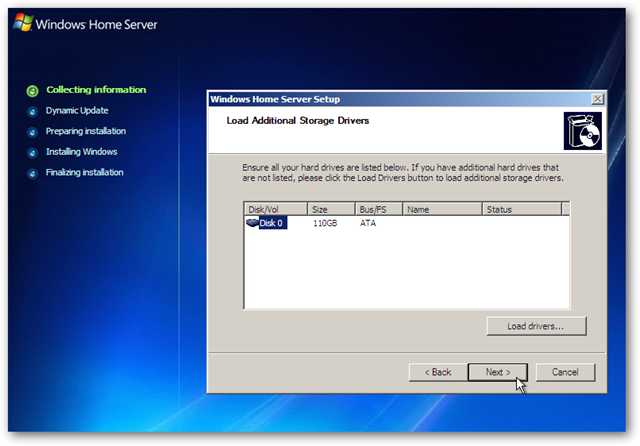 Windows Home Server
Collecting information
Dynamic Update
Preparing installation
Installing Windows
Finalizing installation
Windows Home Server Setup
Load Additional Storage Drivers
Ensure all your hard drives are listed below. If you have additional hard drives that
are not listed, please click the Load Drivers button to load additional storage drivers.
Disk/Vol Size Bus/FS Name Status
Disk 0 110GB ATA
Load drivers...
< Back Next > Cancel